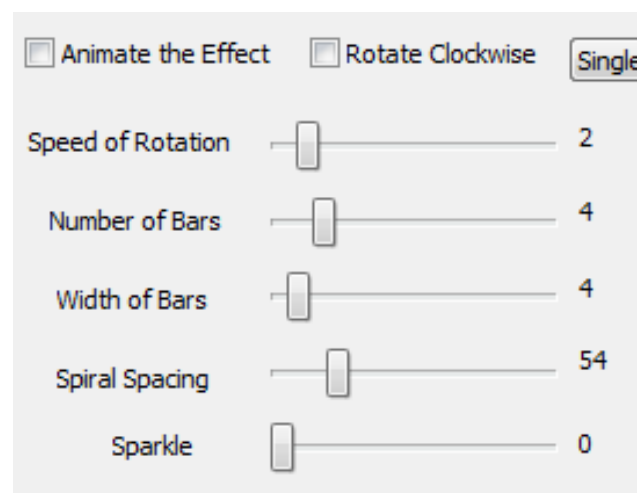 Animate the Effect Rotate Clockwise Single
Speed of Rotation 2
Number of Bars 4
Width of Bars 4
Spiral Spacing 54
Sparkle 0